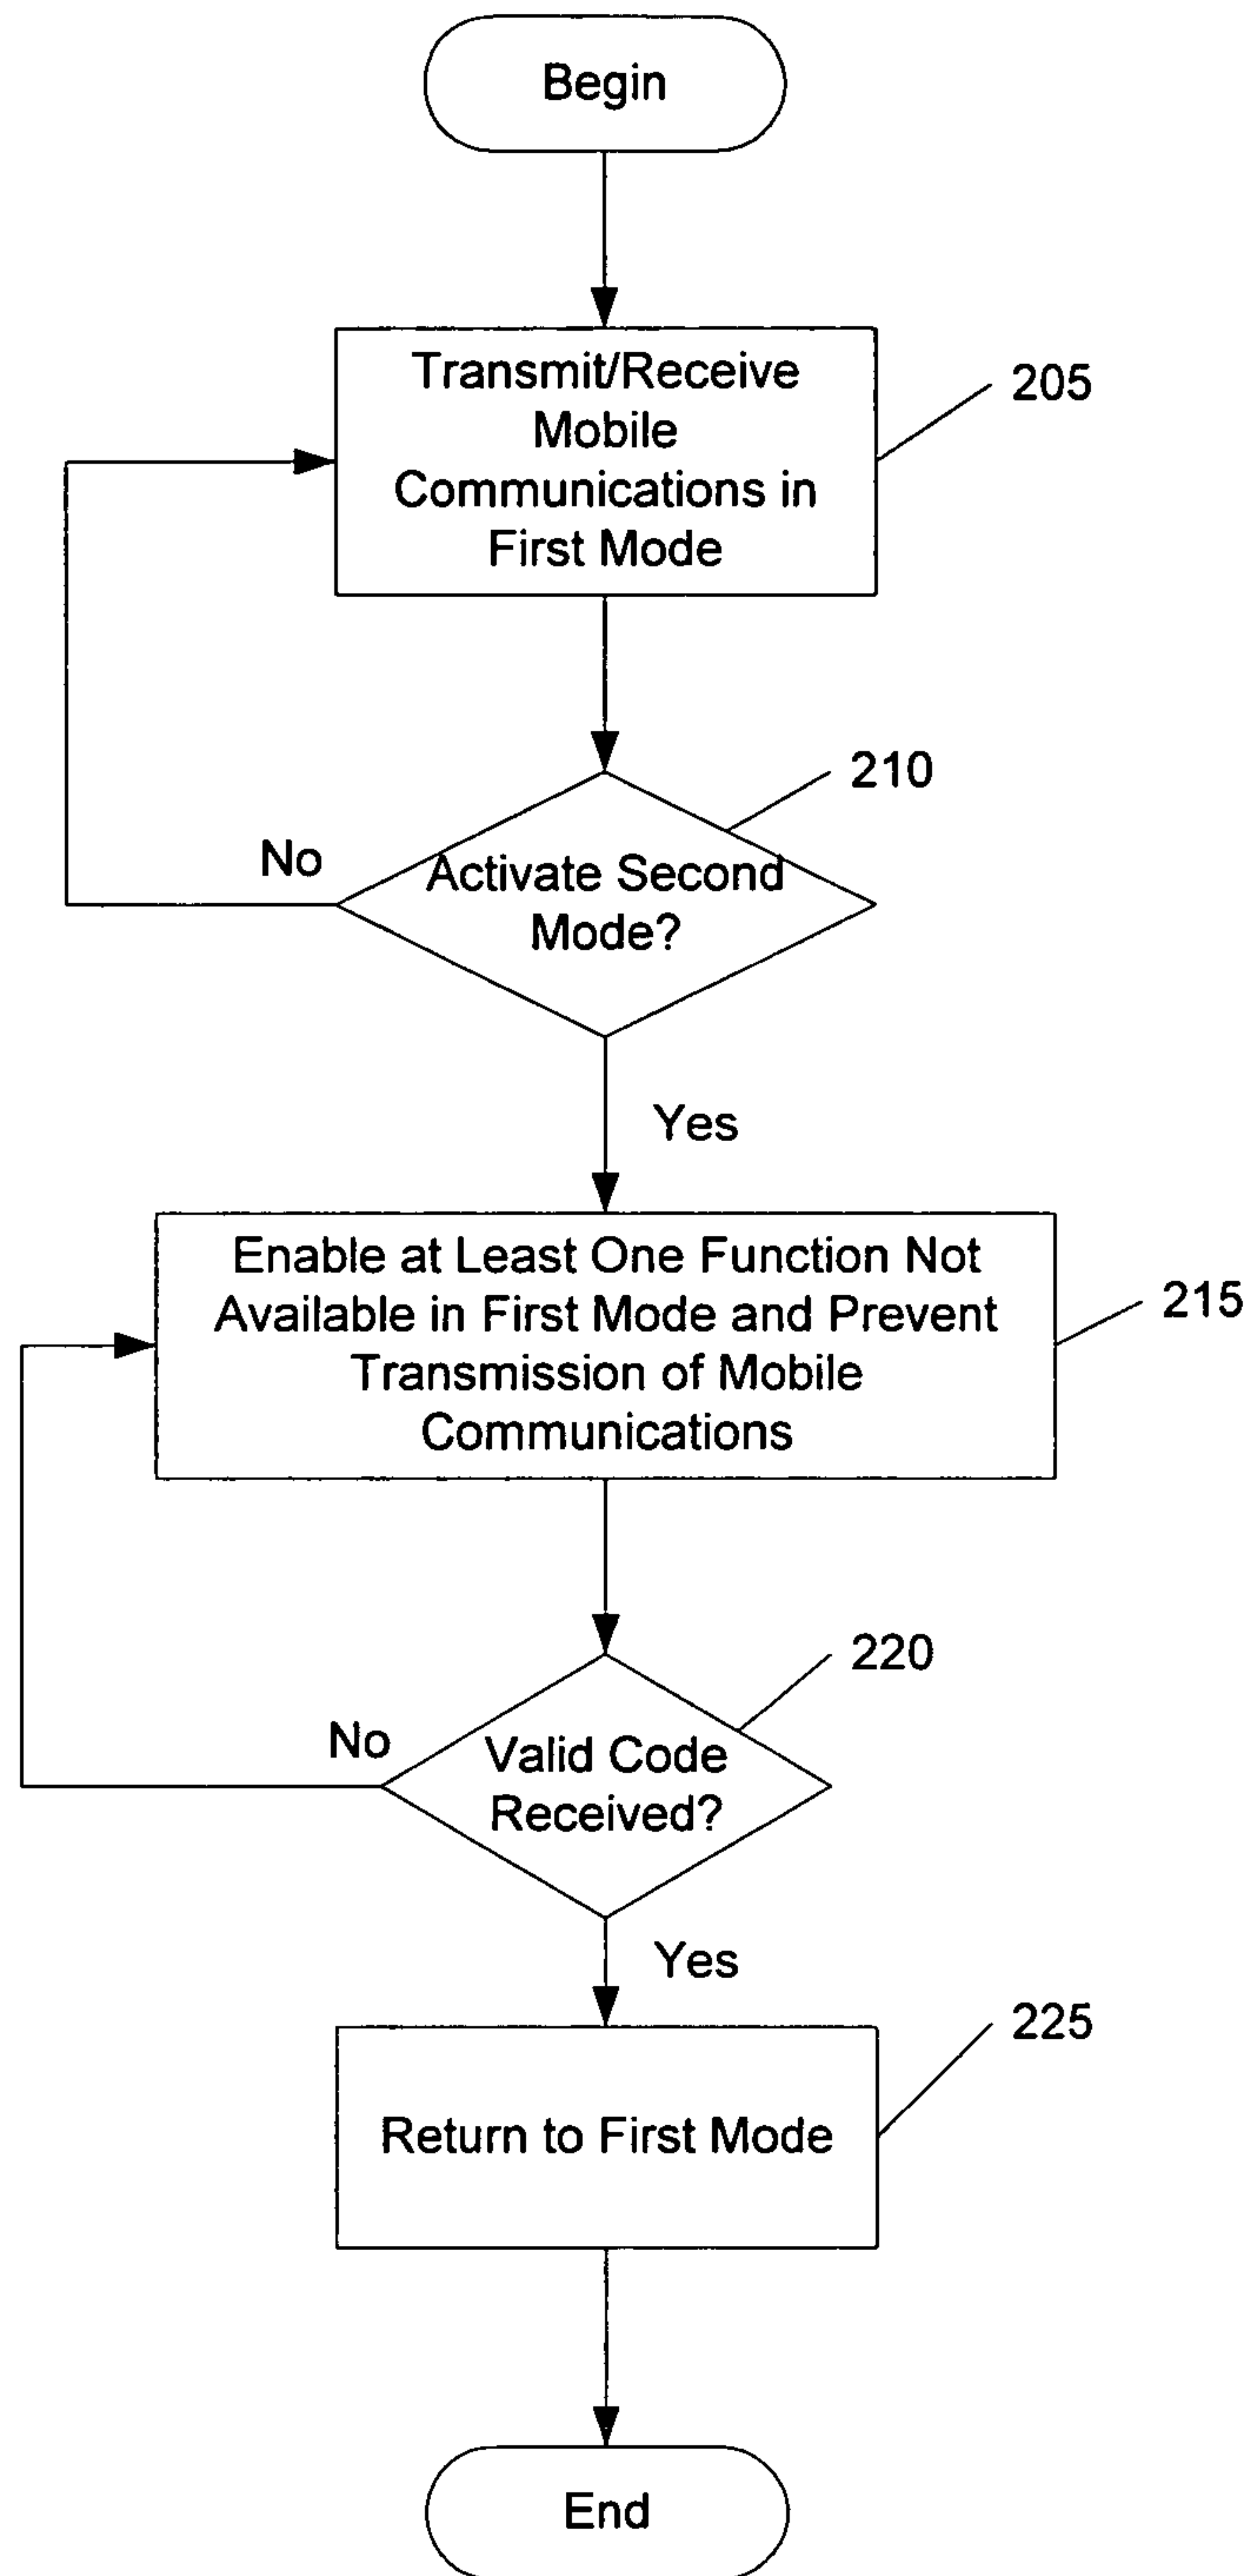 Begin
Transmit/Receive
Mobile
Communications in
First Mode
205
210
No
Activate Second
Mode?
Yes
Enable at Least One Function Not
Available in First Mode and Prevent
Transmission of Mobile
Communications
215
220
No
Valid Code
Received?
Yes
225
Return to First Mode
End